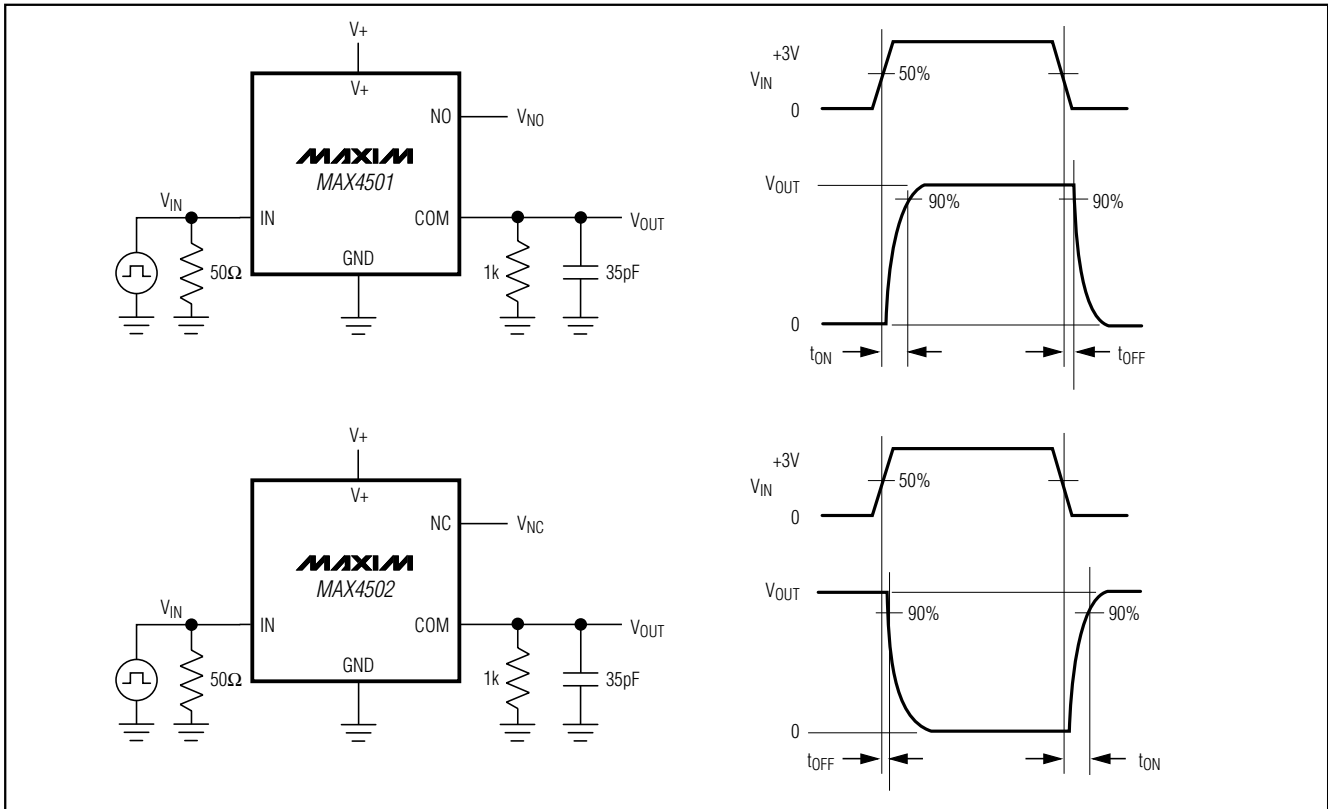 V+
V+
NO
VNO
MAXIM
MAX4501
VIN
IN
COM
VOUT
50Ω
GND
1k
35pF
+3V
VIN
50%
0
VOUT
90%
90%
0
tON
tOFF
V+
V+
NC
VNC
MAXIM
MAX4502
VIN
IN
COM
VOUT
50Ω
GND
1k
35pF
+3V
VIN
50%
0
VOUT
90%
90%
0
tOFF
tON